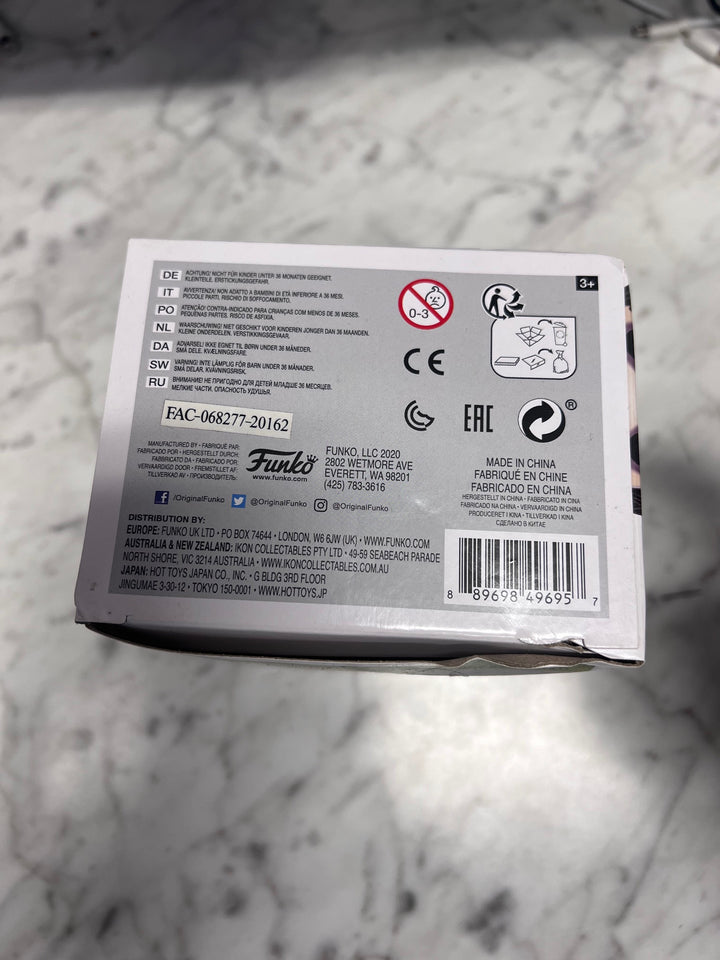 3+
DE ACHTUNG! NICHT FÜR KINDER UNTER 36 MONATEN GEEIGNET.
KLEINTEILE, ERSTICKUNGSGEFAHR.
IT AVVERTENZA! NON ADATTO A BAMBINI DI ETÀ INFERIORE A 36 MESI.
PICCOLE PARTI. RISCHIO DI SOFFOCAMENTO.
PO ATENÇÃO! CONTRA-INDICADO PARA CRIANÇAS COM MENOS DE 36 MESES.
PEQUENAS PARTES. RISCO DE ASFIXIA.
NL WAARSCHUWING! NIET GESCHIKT VOOR KINDEREN JONGER DAN 36 MAANDEN.
KLEINE ONDERDELEN. VERSTIKKINGSGEVAAR.
DA ADVARSEL! IKKE EGNET TIL BØRN UNDER 36 MÅNEDER.
SMÅ DELE. KVÆLNINGSFARE.
SW VARNING! INTE LÄMPLIG FÖR BARN UNDER 36 MÅNADER.
SMÅ DELAR. KVÄVNINGSRISK.
RU ВНИМАНИЕ! НЕ ПРИГОДНО ДЛЯ ДЕТЕЙ МЛАДШЕ 36 МЕСЯЦЕВ.
МЕЛКИЕ ЧАСТИ. ОПАСНОСТЬ УДУШЬЯ.
0-3
CE
EAC
®
FAC-068277-20162
MANUFACTURED BY • FABRIQUÉ PAR:
FABRICADO POR • HERGESTELLT DURCH:
FABBRICATO DA • FABRICADO POR:
VERVAARDIGD DOOR • FREMSTILLET AF:
TILLVERKAD AV • ПРОИЗВОДИТЕЛЬ:
Funko
www.funko.com
FUNKO, LLC 2020
2802 WETMORE AVE
EVERETT, WA 98201
(425) 783-3616
MADE IN CHINA
FABRIQUÉ EN CHINE
FABRICADO EN CHINA
HERGESTELLT IN CHINA • FABBRICATO IN CINA
FABRICADO NA CHINA • VERVAARDIGD IN CHINA
PRODUCERET I KINA • TILLVERKAD I KINA
СДЕЛАНО В КИТАЕ
/OriginalFunko @OriginalFunko @OriginalFunko
DISTRIBUTION BY:
EUROPE: FUNKO UK LTD • PO BOX 74644 • LONDON, W6 6JW (UK) • WWW.FUNKO.COM
AUSTRALIA & NEW ZEALAND: IKON COLLECTABLES PTY LTD • 49-59 SEABEACH PARADE
NORTH SHORE, VIC 3214 AUSTRALIA • WWW.IKONCOLLECTABLES.COM.AU
JAPAN: HOT TOYS JAPAN CO., INC. • G BLDG 3RD FLOOR
JINGUMAE 3-30-12 • TOKYO 150-0001 • WWW.HOTTOYS.JP
8 89698 49695 7